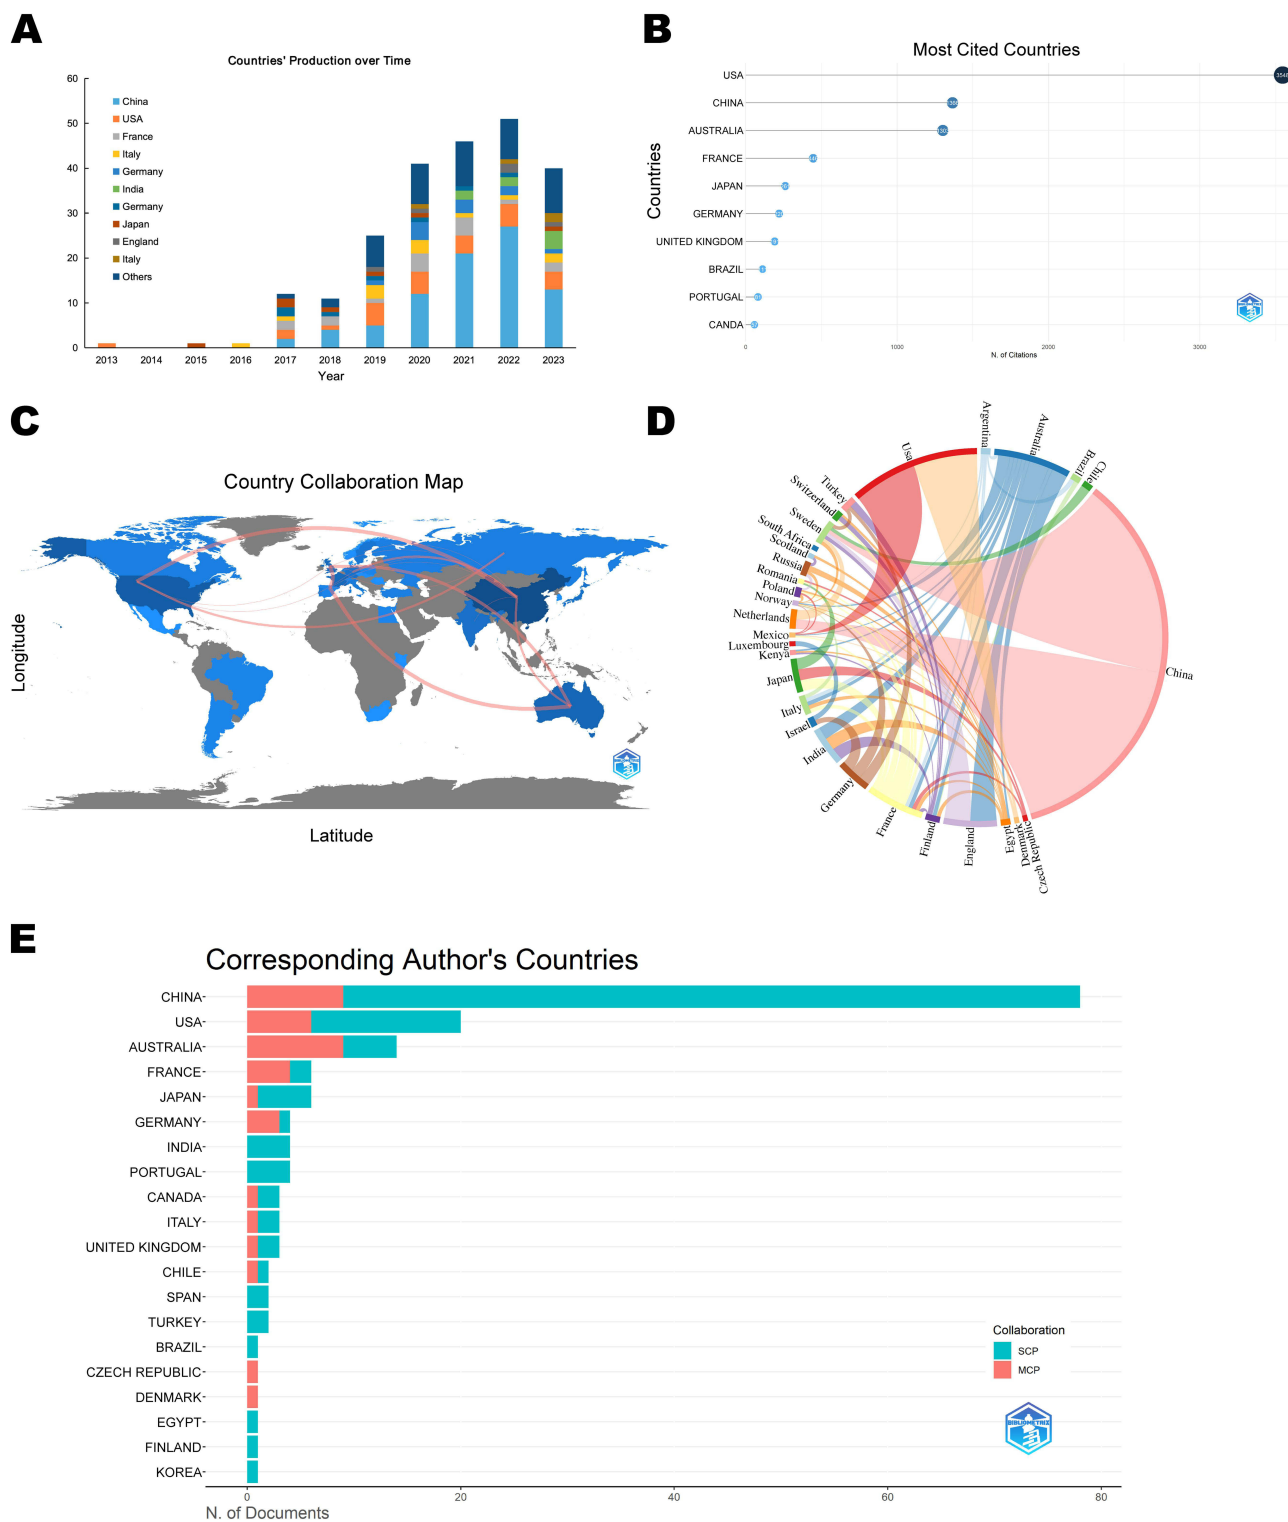 A
Countries' Production over Time
60
50
40
30
20
10
0
China
USA
France
Italy
Germany
India
Germany
Japan
England
Italy
Others
2013 2014 2015 2016 2017 2018 2019 2020 2021 2022 2023
Year
B
Most Cited Countries
Countries
USA
CHINA
AUSTRALIA
FRANCE
JAPAN
GERMANY
UNITED KINGDOM
BRAZIL
PORTUGAL
CANDA
0 1000 2000 3000
N. of Citations
C
Country Collaboration Map
Longitude
Latitude
D
Argentina
Australia
Brazil
Chile
China
Czech Republic
Denmark
Egypt
England
Finland
France
Germany
India
Israel
Italy
Japan
Kenya
Luxembourg
Mexico
Netherlands
Norway
Poland
Romania
Russia
Scotland
South Africa
Sweden
Switzerland
Turkey
Usa
E
Corresponding Author's Countries
CHINA
USA
AUSTRALIA
FRANCE
JAPAN
GERMANY
INDIA
PORTUGAL
CANADA
ITALY
UNITED KINGDOM
CHILE
SPAN
TURKEY
BRAZIL
CZECH REPUBLIC
DENMARK
EGYPT
FINLAND
KOREA
Collaboration
SCP
MCP
BIBLIOMETRIX
0 20 40 60 80
N. of Documents